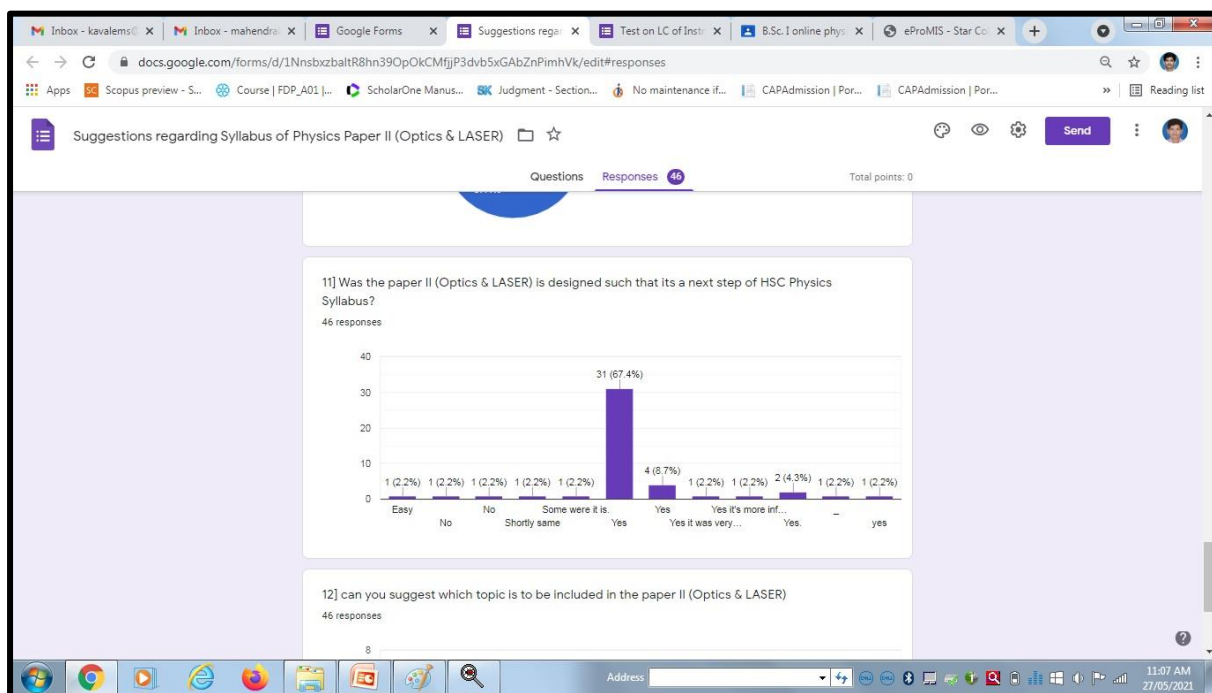 Inbox - kavalems
Inbox - mahendra
Google Forms
Suggestions regar
Test on LC of Instr
B.Sc. I online phys
eProMIS - Star Co
docs.google.com/forms/d/1NnsbxzbaltR8hn39OpOkCMfjjP3dvb5xGAbZnPimhVk/edit#responses
Apps
Scopus preview - S...
Course | FDP_A01 |...
ScholarOne Manus...
Judgment - Section...
No maintenance if...
CAPAdmission | Por...
CAPAdmission | Por...
»
Reading list
Suggestions regarding Syllabus of Physics Paper II (Optics & LASER)
Send
Questions
Responses 46
Total points: 0
11] Was the paper II (Optics & LASER) is designed such that its a next step of HSC Physics
Syllabus?
46 responses
40
30
20
10
0
1 (2.2%) 1 (2.2%) 1 (2.2%) 1 (2.2%) 1 (2.2%)
31 (67.4%)
4 (8.7%)
1 (2.2%) 1 (2.2%)
2 (4.3%)
1 (2.2%) 1 (2.2%)
Easy No Some were it is. Yes Yes it's more inf... _
No Shortly same Yes Yes it was very... Yes. yes
12] can you suggest which topic is to be included in the paper II (Optics & LASER)
46 responses
8
Address
11:07 AM
27/05/2021